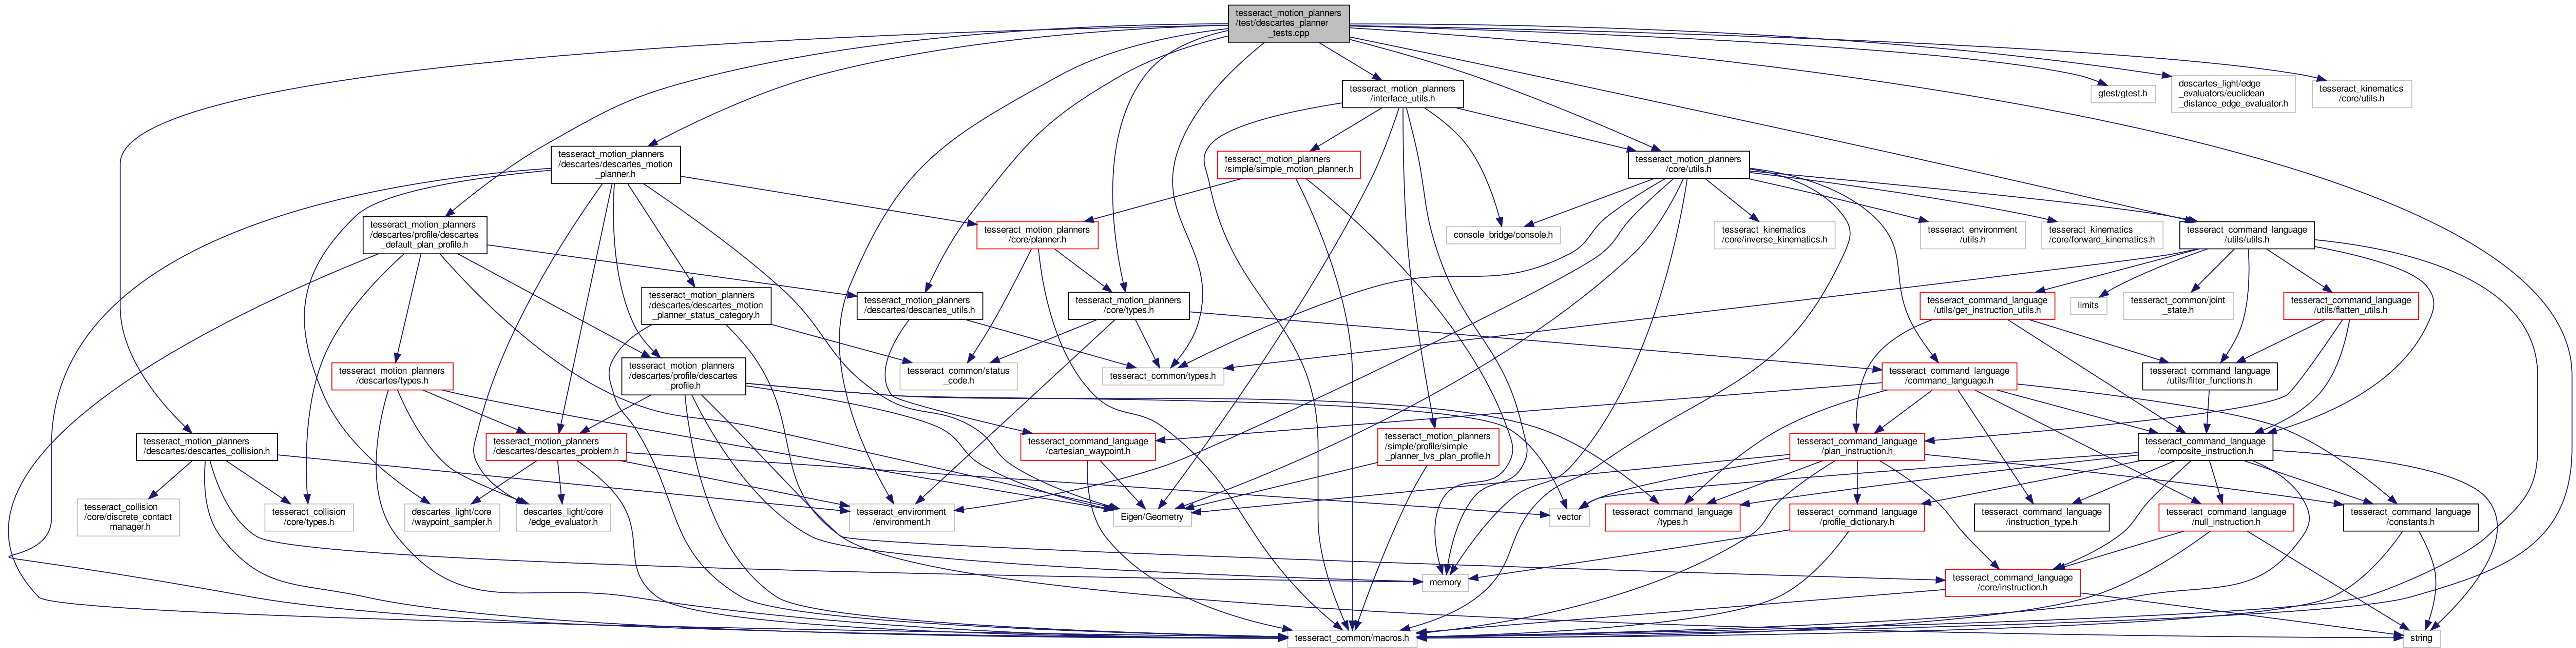 tesseract_motion_planners
/test/descartes_planner
_tests.cpp
tesseract_motion_planners
/interface_utils.h
gtest/gtest.h
descartes_light/edge
_evaluators/euclidean
_distance_edge_evaluator.h
tesseract_kinematics
/core/utils.h
tesseract_motion_planners
/descartes/descartes_motion
_planner.h
tesseract_motion_planners
/simple/simple_motion_planner.h
tesseract_motion_planners
/core/utils.h
tesseract_motion_planners
/descartes/profile/descartes
_default_plan_profile.h
tesseract_motion_planners
/core/planner.h
console_bridge/console.h
tesseract_kinematics
/core/inverse_kinematics.h
tesseract_environment
/utils.h
tesseract_kinematics
/core/forward_kinematics.h
tesseract_command_language
/utils/utils.h
tesseract_motion_planners
/descartes/descartes_motion
_planner_status_category.h
tesseract_motion_planners
/descartes/descartes_utils.h
tesseract_motion_planners
/core/types.h
tesseract_command_language
/utils/get_instruction_utils.h
limits
tesseract_common/joint
_state.h
tesseract_command_language
/utils/flatten_utils.h
tesseract_motion_planners
/descartes/types.h
tesseract_motion_planners
/descartes/profile/descartes
_profile.h
tesseract_common/status
_code.h
tesseract_common/types.h
tesseract_command_language
/command_language.h
tesseract_command_language
/utils/filter_functions.h
tesseract_motion_planners
/descartes/descartes_collision.h
tesseract_motion_planners
/descartes/descartes_problem.h
tesseract_command_language
/cartesian_waypoint.h
tesseract_motion_planners
/simple/profile/simple
_planner_lvs_plan_profile.h
tesseract_command_language
/plan_instruction.h
tesseract_command_language
/composite_instruction.h
tesseract_collision
/core/discrete_contact
_manager.h
tesseract_collision
/core/types.h
descartes_light/core
/waypoint_sampler.h
descartes_light/core
/edge_evaluator.h
tesseract_environment
/environment.h
Eigen/Geometry
vector
tesseract_command_language
/types.h
tesseract_command_language
/profile_dictionary.h
tesseract_command_language
/instruction_type.h
tesseract_command_language
/null_instruction.h
tesseract_command_language
/constants.h
memory
tesseract_command_language
/core/instruction.h
tesseract_common/macros.h
string